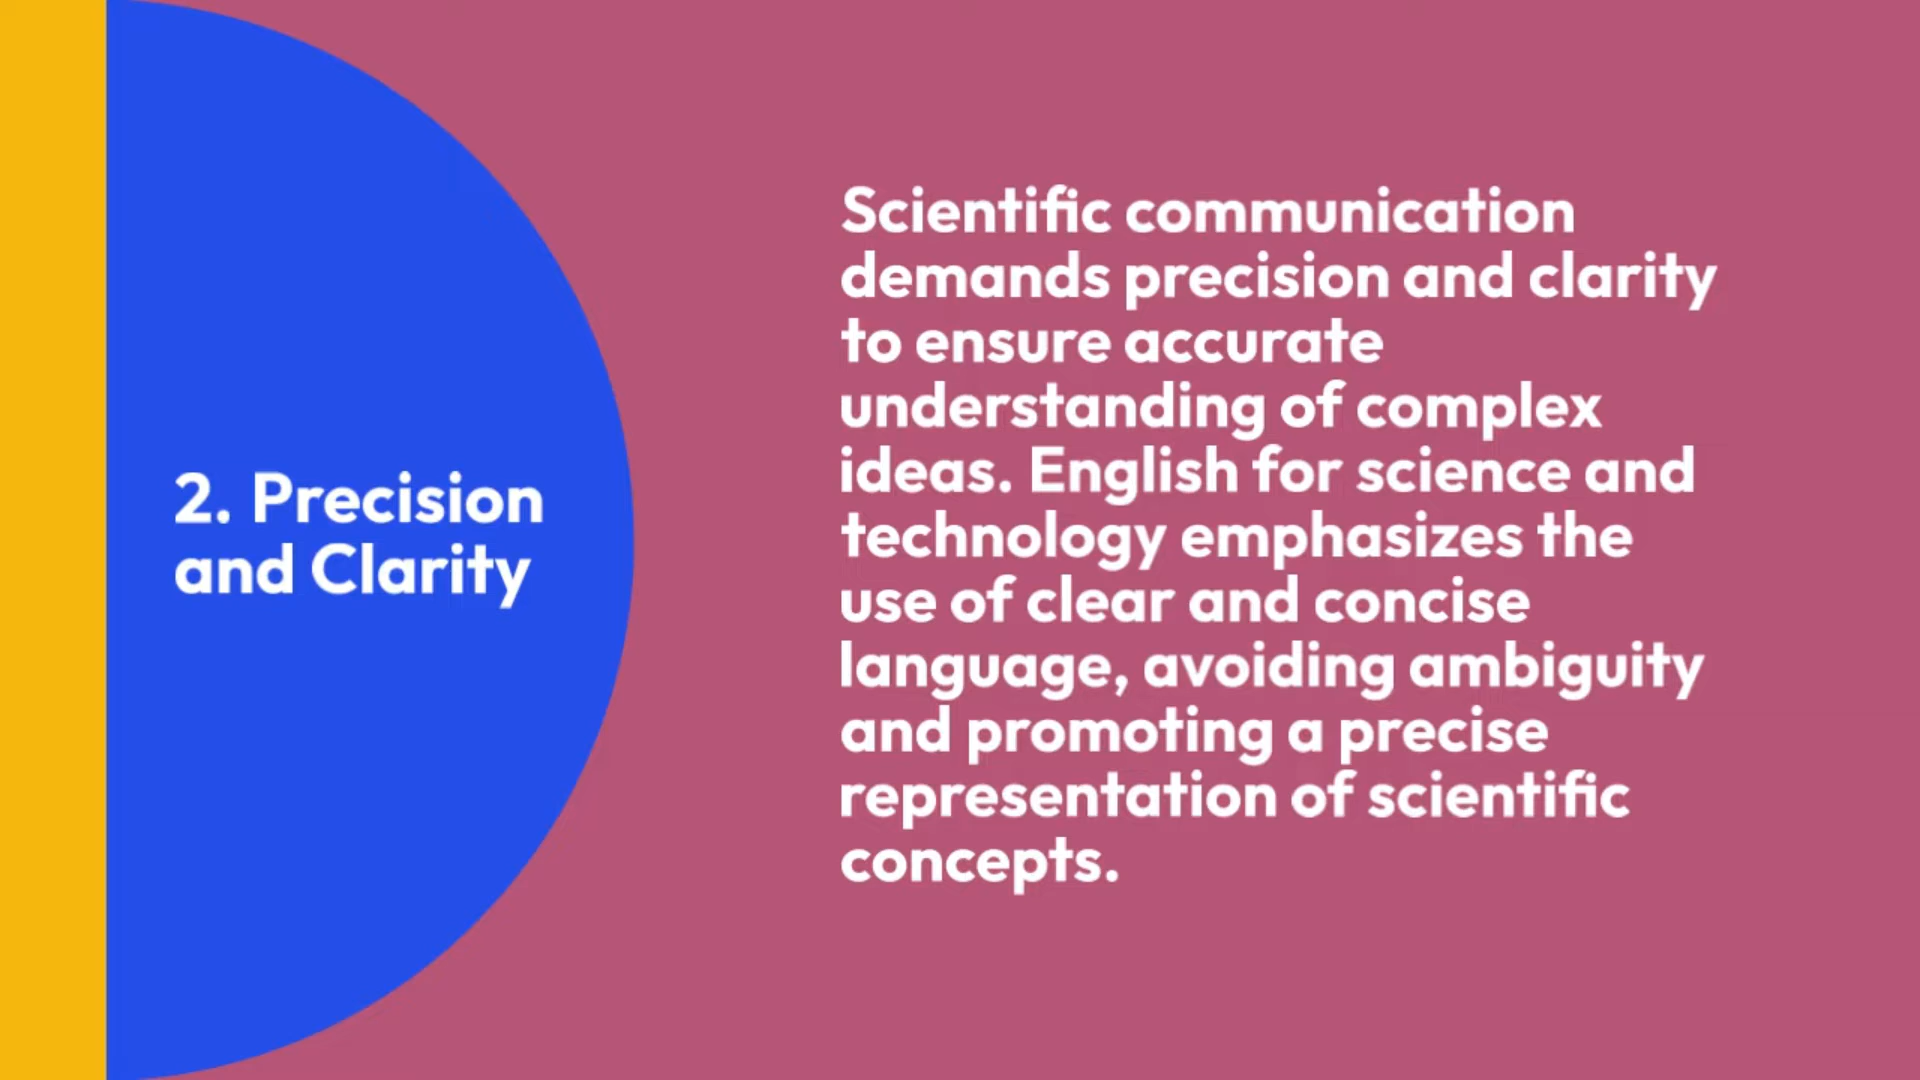 2. Precision
and Clarity
Scientific communication
demands precision and clarity
to ensure accurate
understanding of complex
ideas. English for science and
technology emphasizes the
use of clear and concise
language, avoiding ambiguity
and promoting a precise
representation of scientific
concepts.